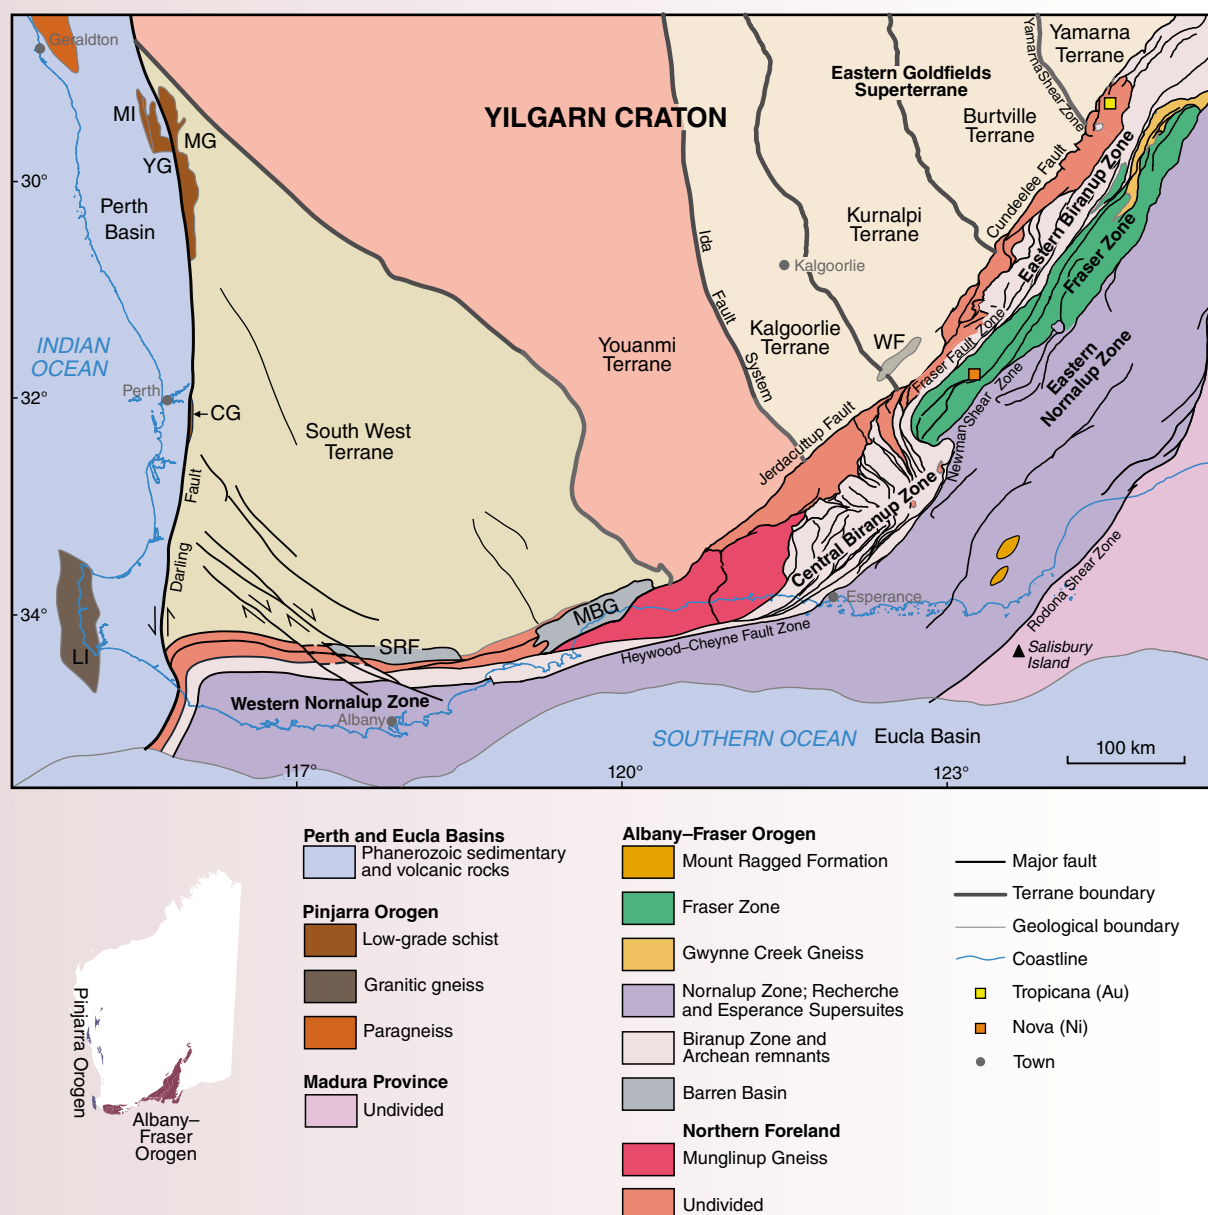 Geraldton
MI
MG
YG
Perth
Basin
30°
INDIAN
OCEAN
Perth
32°
CG
Darling
Fault
34°
LI
YILGARN CRATON
South West
Terrane
Youanmi
Terrane
Ida
Fault
System
Eastern Goldfields
Superterrane
Yamarna
Terrane
Yamarna Shear Zone
Burtville
Terrane
Kurnalpi
Terrane
Kalgoorlie
Kalgoorlie
Terrane
WF
Cundeelee Fault
Eastern Biranup Zone
Fraser Zone
Fraser Fault Zone
Jerdacuttup Fault
Newman Shear Zone
Eastern
Nornalup Zone
Central Biranup Zone
MBG
SRF
Esperance
Heywood–Cheyne Fault Zone
Rodona Shear Zone
Salisbury
Island
Western Nornalup Zone
Albany
SOUTHERN OCEAN
Eucla Basin
100 km
117°
120°
123°
Perth and Eucla Basins
Phanerozoic sedimentary
and volcanic rocks
Pinjarra Orogen
Low-grade schist
Granitic gneiss
Paragneiss
Madura Province
Undivided
Albany–Fraser Orogen
Mount Ragged Formation
Fraser Zone
Gwynne Creek Gneiss
Nornalup Zone; Recherche
and Esperance Supersuites
Biranup Zone and
Archean remnants
Barren Basin
Northern Foreland
Munglinup Gneiss
Undivided
Major fault
Terrane boundary
Geological boundary
Coastline
Tropicana (Au)
Nova (Ni)
Town
Pinjarra Orogen
Albany–
Fraser
Orogen